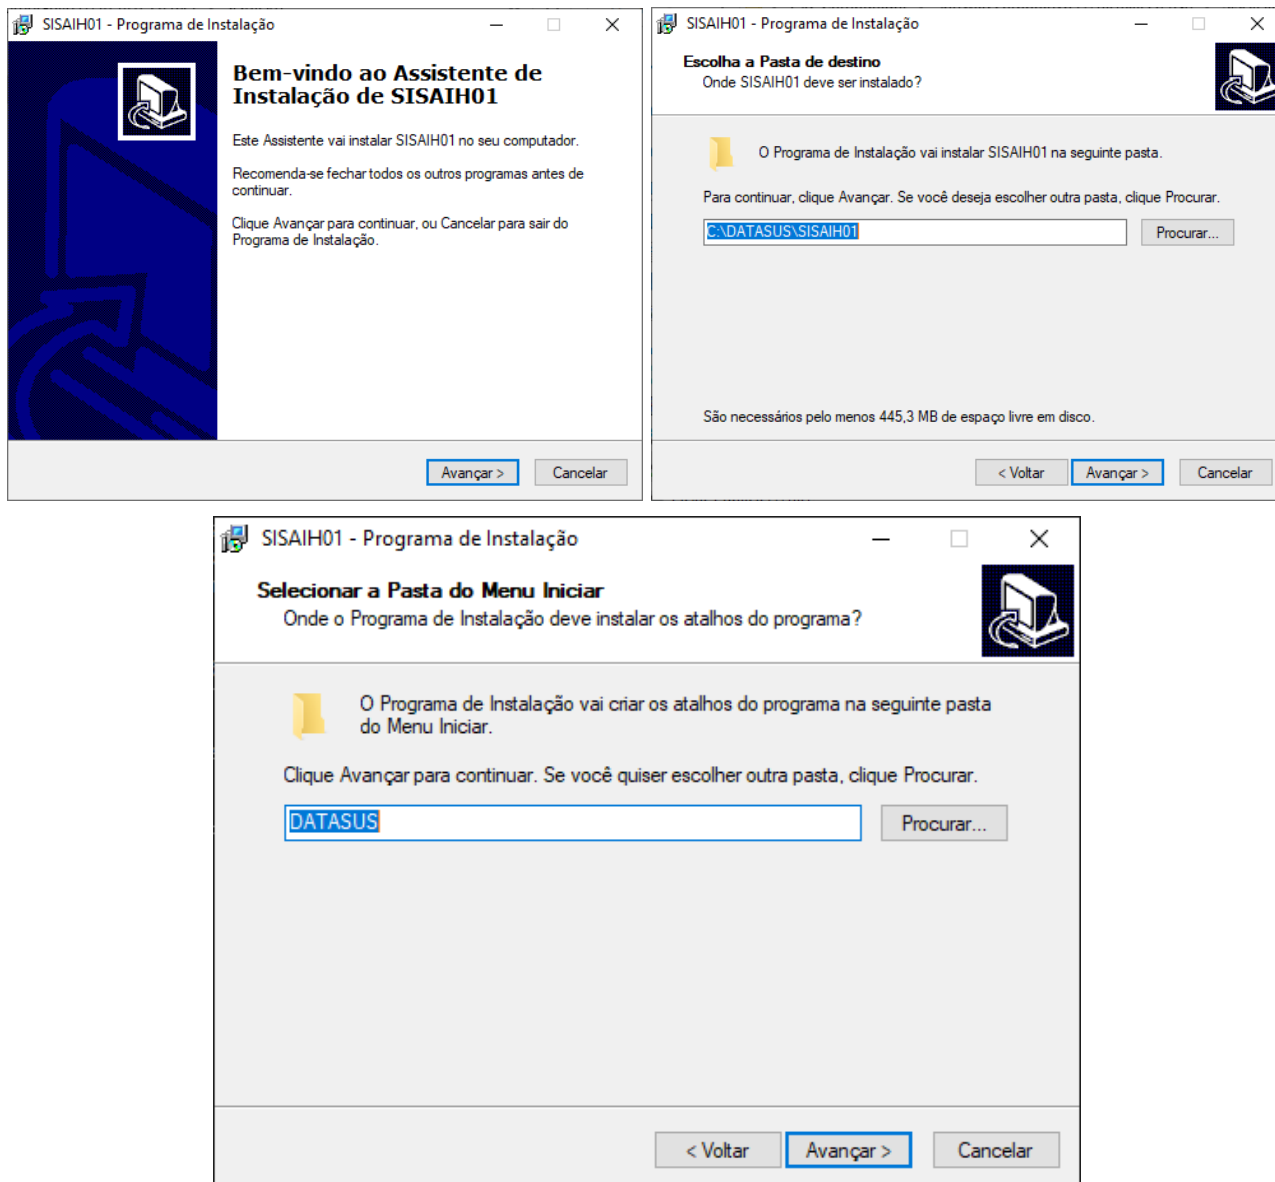 SISAIH01 - Programa de Instalação
Bem-vindo ao Assistente de
Instalação de SISAIH01
Este Assistente vai instalar SISAIH01 no seu computador.
Recomenda-se fechar todos os outros programas antes de
continuar.
Clique Avançar para continuar, ou Cancelar para sair do
Programa de Instalação.
Avançar >
Cancelar
SISAIH01 - Programa de Instalação
Escolha a Pasta de destino
Onde SISAIH01 deve ser instalado?
O Programa de Instalação vai instalar SISAIH01 na seguinte pasta.
Para continuar, clique Avançar. Se você deseja escolher outra pasta, clique Procurar.
C:\DATASUS\SISAIH01
Procurar...
São necessários pelo menos 445,3 MB de espaço livre em disco.
< Voltar
Avançar >
Cancelar
SISAIH01 - Programa de Instalação
Selecionar a Pasta do Menu Iniciar
Onde o Programa de Instalação deve instalar os atalhos do programa?
O Programa de Instalação vai criar os atalhos do programa na seguinte pasta
do Menu Iniciar.
Clique Avançar para continuar. Se você quiser escolher outra pasta, clique Procurar.
DATASUS
Procurar...
< Voltar
Avançar >
Cancelar